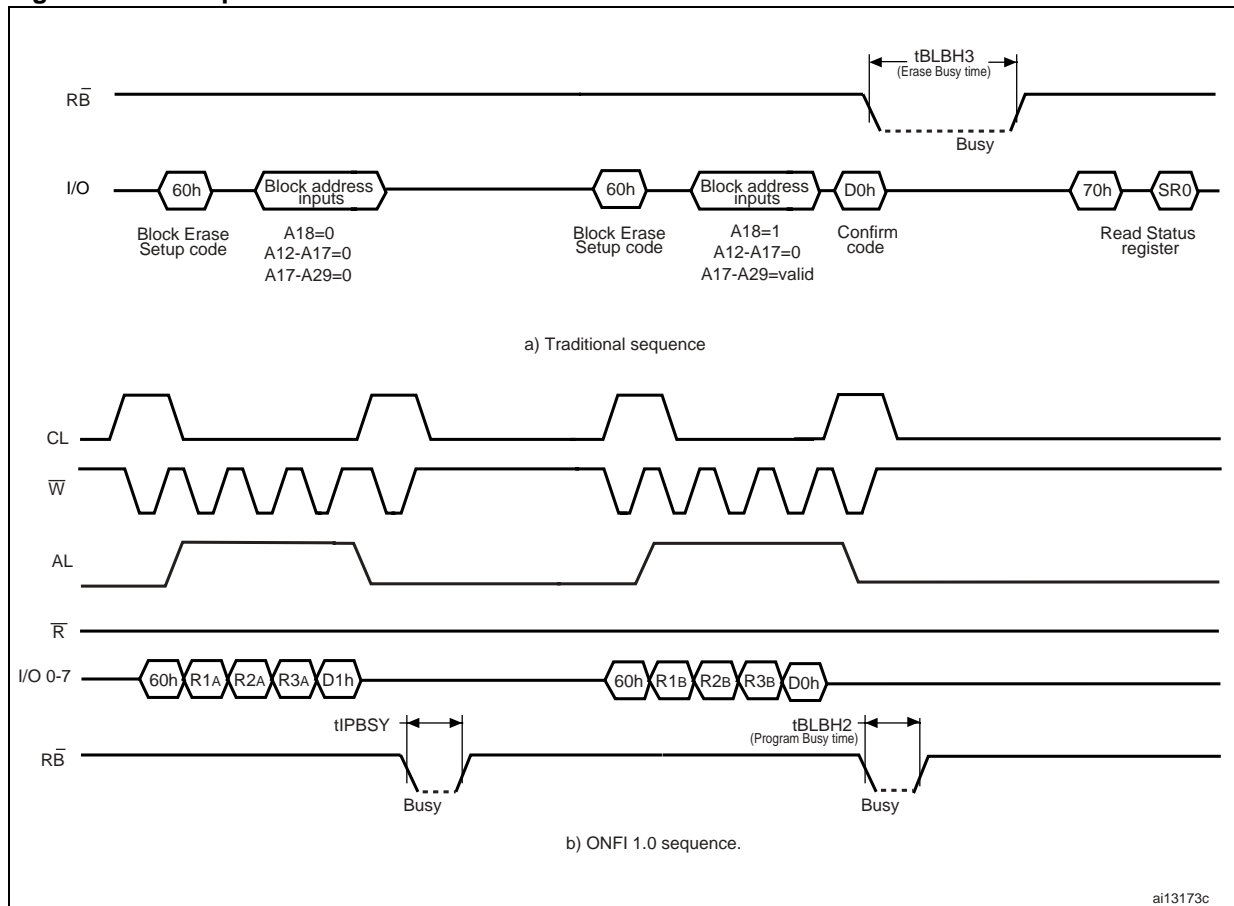 tBLBH3
(Erase Busy time)
RB̅
Busy
I/O
60h
Block address
inputs
60h
Block address
inputs
D0h
70h
SR0
Block Erase
Setup code
A18=0
A12-A17=0
A17-A29=0
Block Erase
Setup code
A18=1
A12-A17=0
A17-A29=valid
Confirm
code
Read Status
register
a) Traditional sequence
CL
W̅
AL
R̅
I/O 0-7
60h R1A R2A R3A D1h
60h R1B R2B R3B D0h
tIPBSY
tBLBH2
(Program Busy time)
RB̅
Busy
Busy
b) ONFI 1.0 sequence.
ai13173c